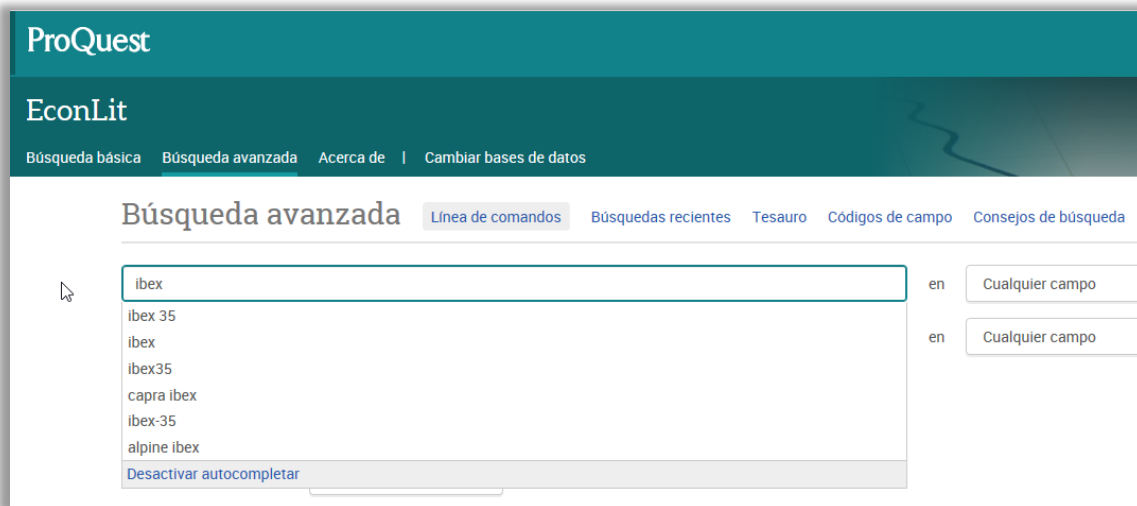 ProQuest
EconLit
Búsqueda básica Búsqueda avanzada Acerca de | Cambiar bases de datos
Búsqueda avanzada Línea de comandos Búsquedas recientes Tesauro Códigos de campo Consejos de búsqueda
ibex en Cualquier campo
ibex 35
ibex en Cualquier campo
ibex35
capra ibex
ibex-35
alpine ibex
Desactivar autocompletar